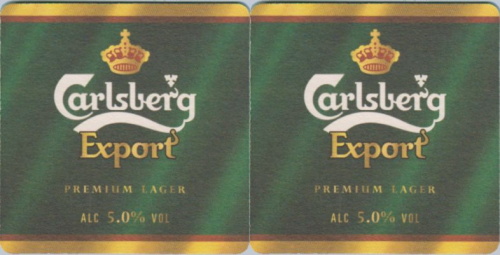 Carlsberg
Export
PREMIUM LAGER
ALC 5.0% VOL
Carlsberg
Export
PREMIUM LAGER
ALC 5.0% VOL